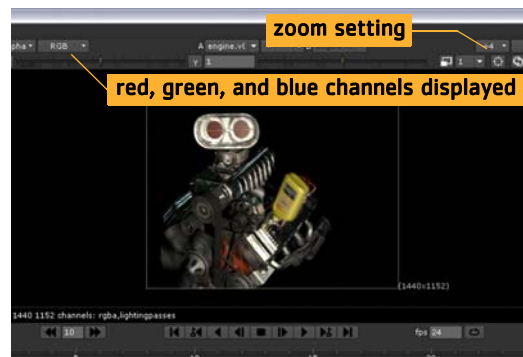 zoom setting
RGB
A engine.v(
red, green, and blue channels displayed
γ 1
1
(1440x1152)
1440 1152 channels: rgba,lightingpasses
10
fps 24